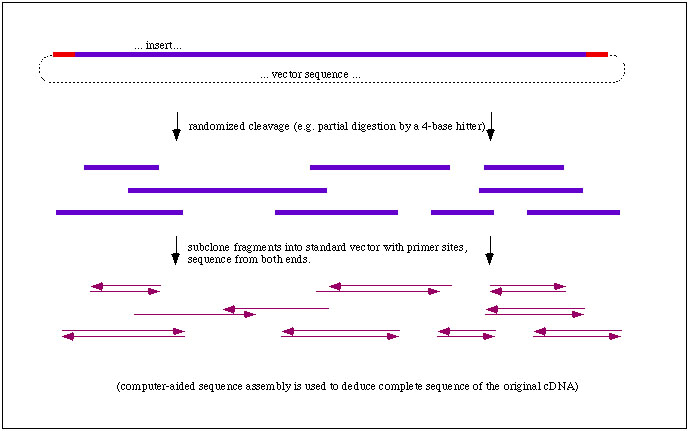 ... insert...
... vector sequence ...
randomized cleavage (e.g. partial digestion by a 4-base hitter)
subclone fragments into standard vector with primer sites,
sequence from both ends.
(computer-aided sequence assembly is used to deduce complete sequence of the original cDNA)